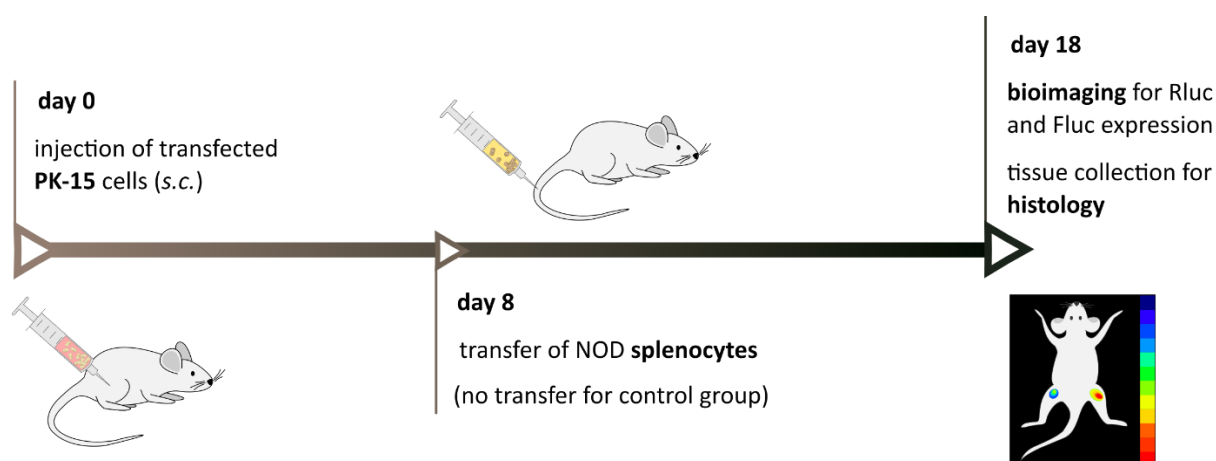 day 0
injection of transfected
PK-15 cells (s.c.)
day 8
transfer of NOD splenocytes
(no transfer for control group)
day 18
bioimaging for Rluc
and Fluc expression
tissue collection for
histology